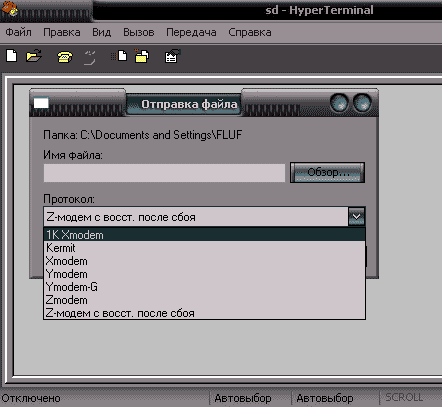 sd - HyperTerminal
Файл Правка Вид Вызов Передача Справка
Отправка файла
Папка: C:\Documents and Settings\FLUF
Имя файла:
Обзор...
Протокол:
Z-модем с восст. после сбоя
1K Xmodem
Kermit
Xmodem
Ymodem
Ymodem-G
Zmodem
Z-модем с восст. после сбоя
Отключено Автовыбор Автовыбор SCROLL